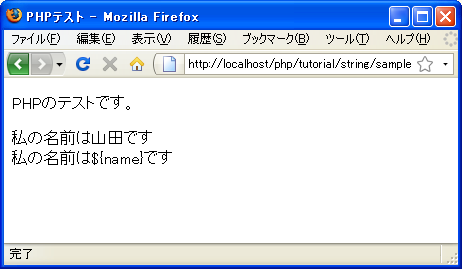 PHPテスト - Mozilla Firefox
ファイル(F) 編集(E) 表示(V) 履歴(S) ブックマーク(B) ツール(T) ヘルプ(H)
http://localhost/php/tutorial/string/sample
PHPのテストです。
私の名前は山田です
私の名前は${name}です
完了